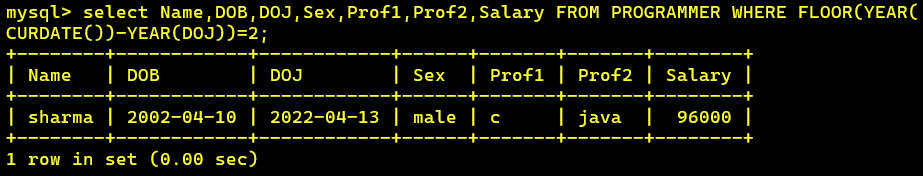 mysql> select Name,DOB,DOJ,Sex,Prof1,Prof2,Salary FROM PROGRAMMER WHERE FLOOR(YEAR(
CURDATE())-YEAR(DOJ))=2;
+--------+------------+------------+------+-------+-------+--------+
| Name   | DOB        | DOJ        | Sex  | Prof1 | Prof2 | Salary |
+--------+------------+------------+------+-------+-------+--------+
| sharma | 2002-04-10 | 2022-04-13 | male | c     | java  |  96000 |
+--------+------------+------------+------+-------+-------+--------+
1 row in set (0.00 sec)